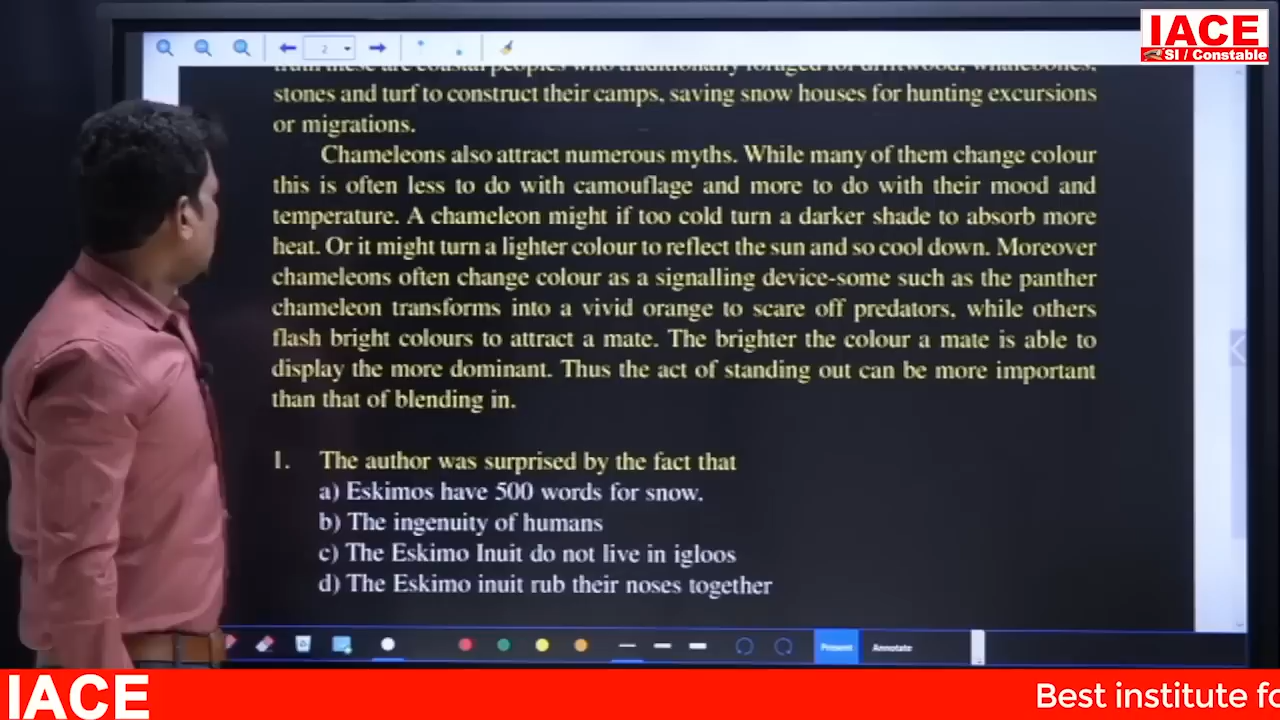 IACE
SI / Constable
2
stones and turf to construct their camps, saving snow houses for hunting excursions
or migrations.
Chameleons also attract numerous myths. While many of them change colour
this is often less to do with camouflage and more to do with their mood and
temperature. A chameleon might if too cold turn a darker shade to absorb more
heat. Or it might turn a lighter colour to reflect the sun and so cool down. Moreover
chameleons often change colour as a signalling device-some such as the panther
chameleon transforms into a vivid orange to scare off predators, while others
flash bright colours to attract a mate. The brighter the colour a mate is able to
display the more dominant. Thus the act of standing out can be more important
than that of blending in.
1. The author was surprised by the fact that
a) Eskimos have 500 words for snow.
b) The ingenuity of humans
c) The Eskimo Inuit do not live in igloos
d) The Eskimo inuit rub their noses together
Present Annotate
IACE
Best institute fo